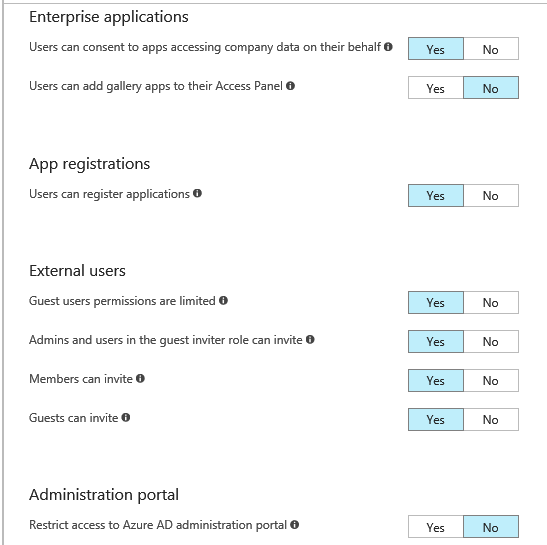 Enterprise applications
Users can consent to apps accessing company data on their behalf Yes No
Users can add gallery apps to their Access Panel Yes No
App registrations
Users can register applications Yes No
External users
Guest users permissions are limited Yes No
Admins and users in the guest inviter role can invite Yes No
Members can invite Yes No
Guests can invite Yes No
Administration portal
Restrict access to Azure AD administration portal Yes No